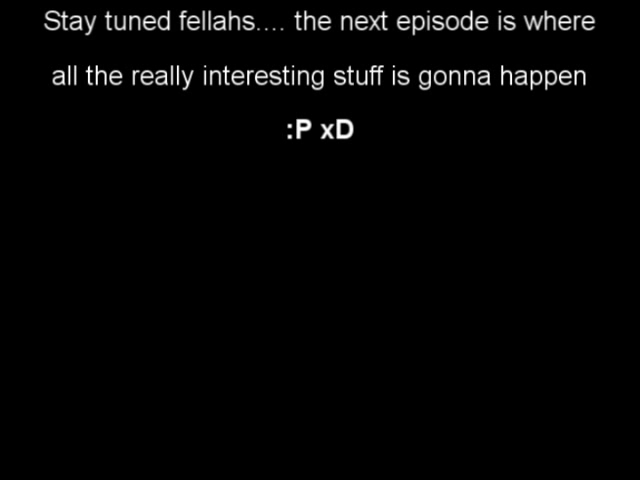 Stay tuned fellahs.... the next episode is where
all the really interesting stuff is gonna happen
:P xD